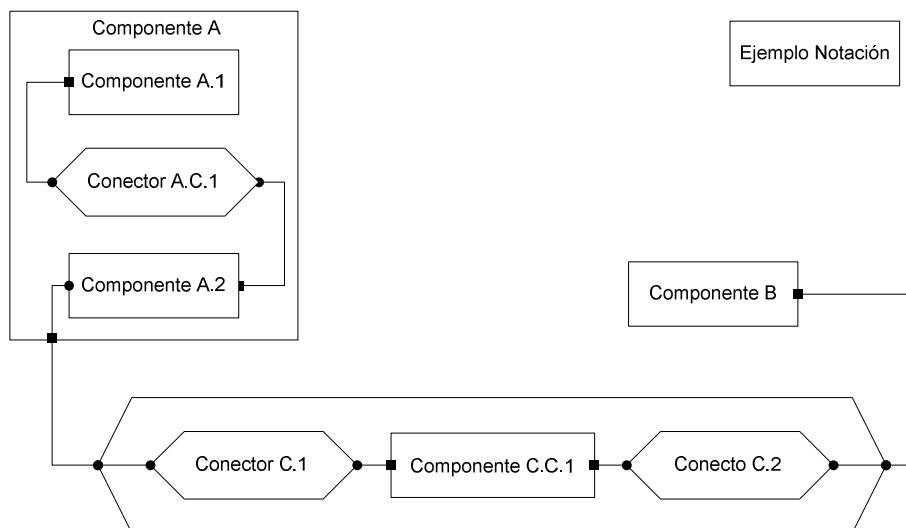 Componente A
Ejemplo Notación
Componente A.1
Conector A.C.1
Componente A.2
Componente B
Conector C.1
Componente C.C.1
Conecto C.2